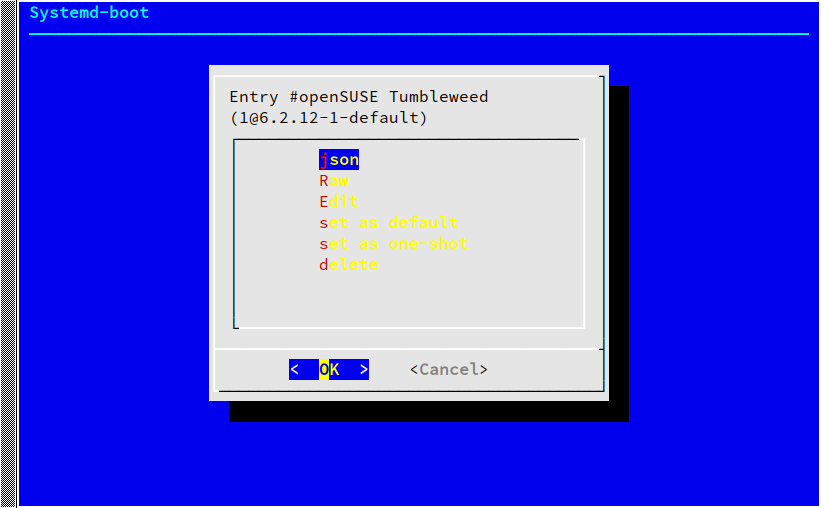 Systemd-boot
Entry #openSUSE Tumbleweed
(1@6.2.12-1-default)
json
Raw
Edit
set as default
set as one-shot
delete
<  OK  > <Cancel>